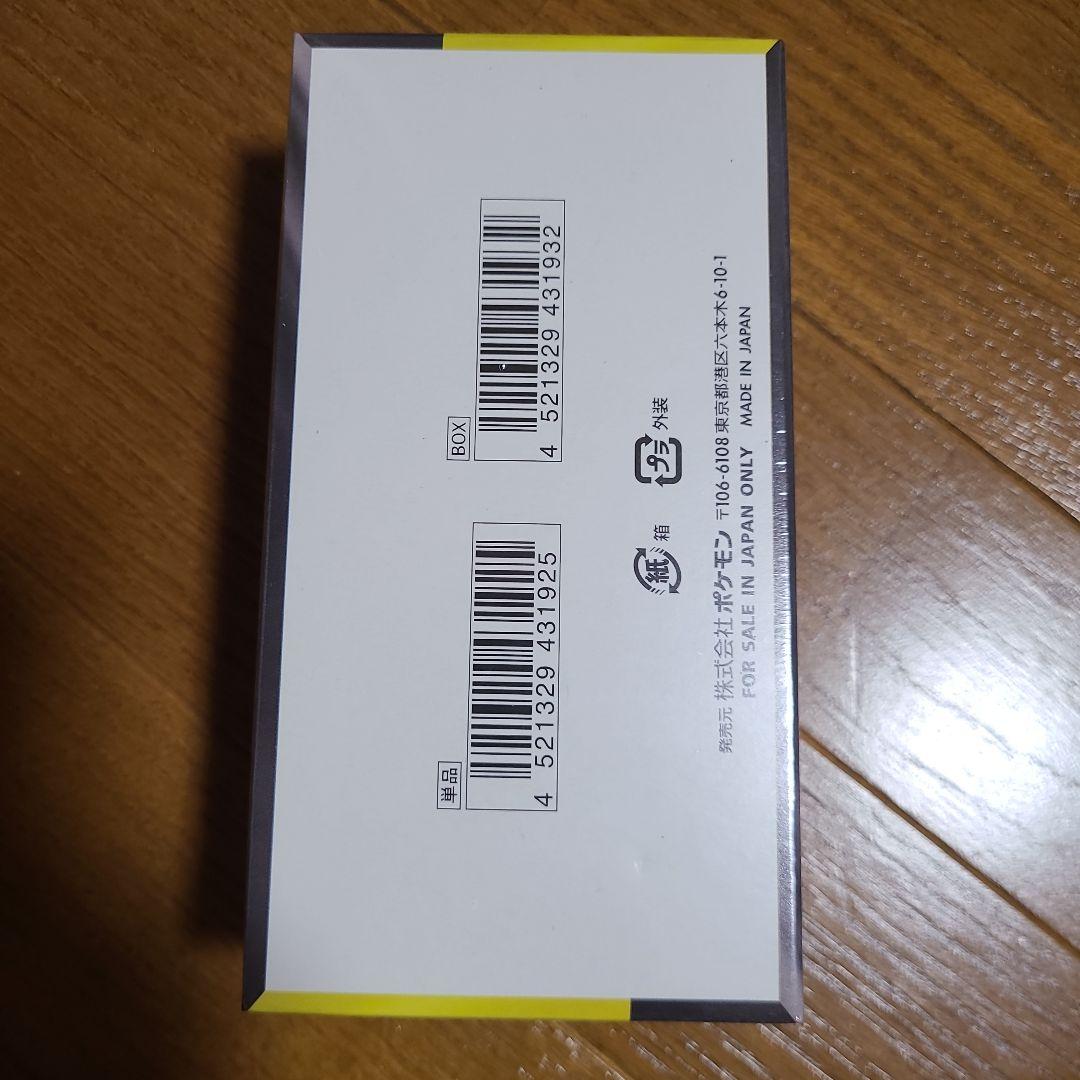 単品
4 521329 431925
BOX
4 521329 431932
紙 箱
プラ 外装
発売元 株式会社 ポケモン 〒106-6108 東京都港区六本木6-10-1
FOR SALE IN JAPAN ONLY MADE IN JAPAN